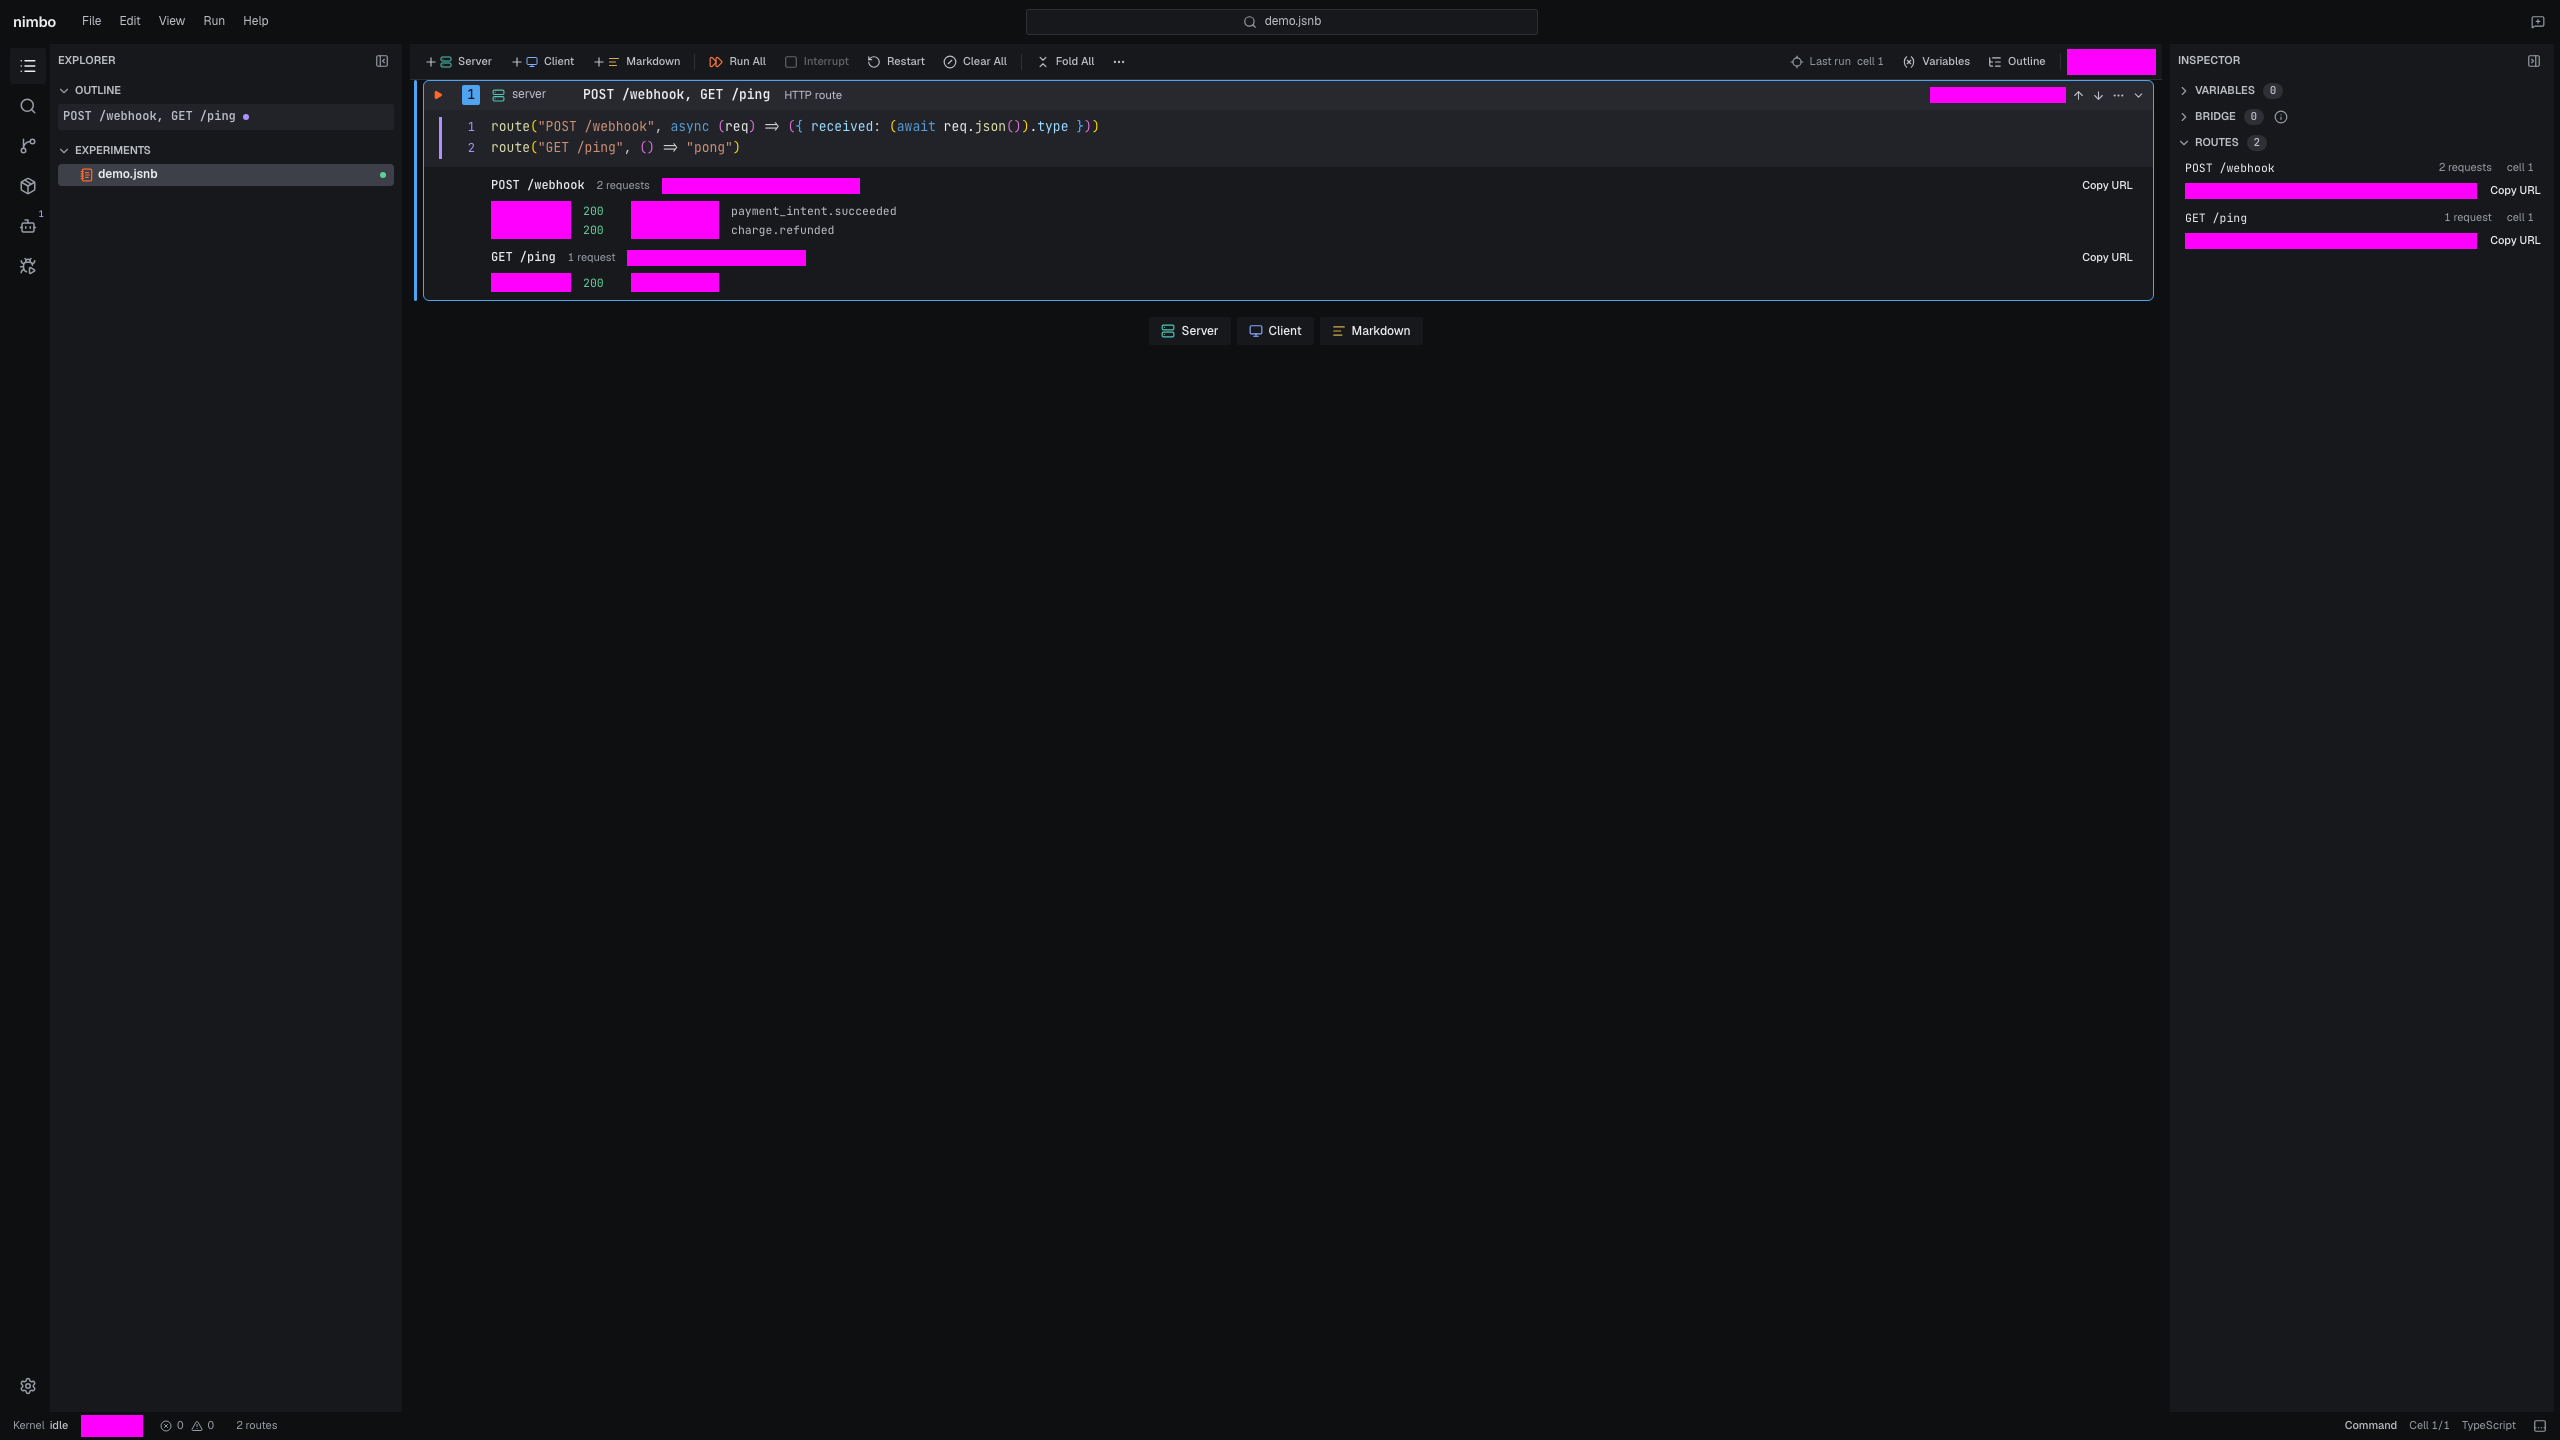 nimbo File Edit View Run Help
demo.jsnb
EXPLORER
OUTLINE
POST /webhook, GET /ping
EXPERIMENTS
demo.jsnb
1
Server Client Markdown Run All Interrupt Restart Clear All Fold All
Last run cell 1 Variables Outline
1 server POST /webhook, GET /ping HTTP route
1 route("POST /webhook", async (req) => ({ received: (await req.json()).type }))
2 route("GET /ping", () => "pong")
POST /webhook 2 requests Copy URL
200 payment_intent.succeeded
200 charge.refunded
GET /ping 1 request Copy URL
200
Server Client Markdown
INSPECTOR
VARIABLES 0
BRIDGE 0
ROUTES 2
POST /webhook 2 requests cell 1
Copy URL
GET /ping 1 request cell 1
Copy URL
Kernel idle 0 0 2 routes
Command Cell 1/1 TypeScript